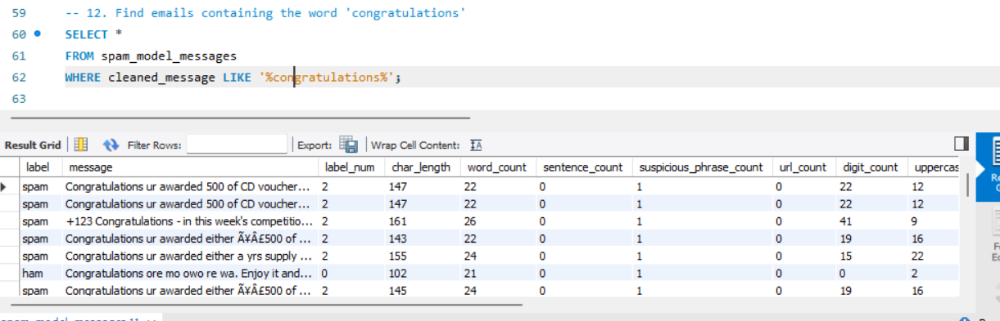 59 -- 12. Find emails containing the word 'congratulations'
60 SELECT *
61 FROM spam_model_messages
62 WHERE cleaned_message LIKE '%congratulations%';
63
Result Grid Filter Rows: Export: Wrap Cell Content:
label message label_num char_length word_count sentence_count suspicious_phrase_count url_count digit_count uppercas
spam Congratulations ur awarded 500 of CD voucher... 2 147 22 0 1 0 22 12
spam Congratulations ur awarded 500 of CD voucher... 2 147 22 0 1 0 22 12
spam +123 Congratulations - in this week's competitio... 2 161 26 0 1 0 41 9
spam Congratulations ur awarded either Ã¥Â£500 of ... 2 143 22 0 1 0 19 16
spam Congratulations ur awarded either a yrs supply ... 2 155 24 0 1 0 15 22
ham Congratulations ore mo owo re wa. Enjoy it and... 0 102 21 0 1 0 0 2
spam Congratulations ur awarded either Ã¥Â£500 of ... 2 145 24 0 1 0 19 16